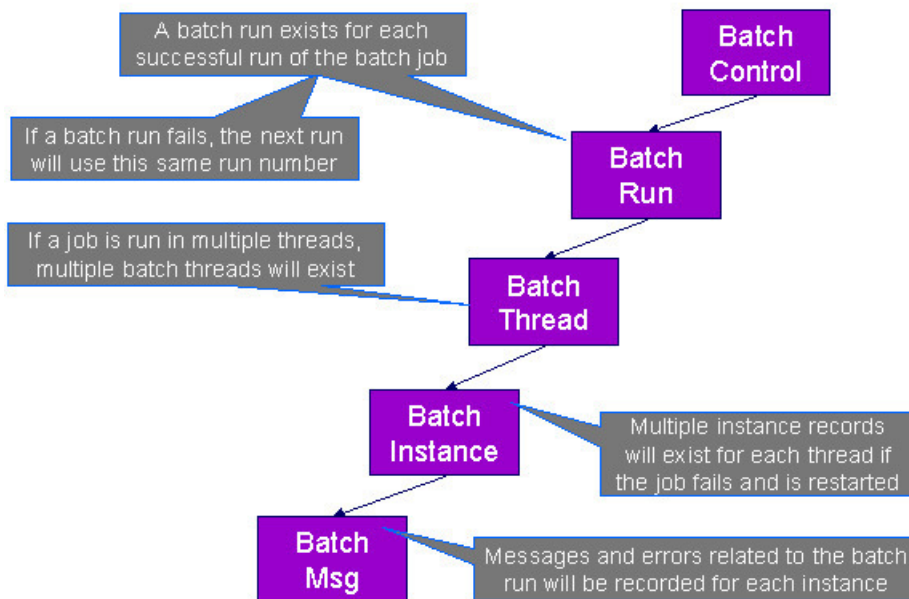 A batch run exists for each
successful run of the batch job
Batch
Control
If a batch run fails, the next run
will use this same run number
Batch
Run
If a job is run in multiple threads,
multiple batch threads will exist
Batch
Thread
Batch
Instance
Multiple instance records
will exist for each thread if
the job fails and is restarted
Batch
Msg
Messages and errors related to the batch
run will be recorded for each instance